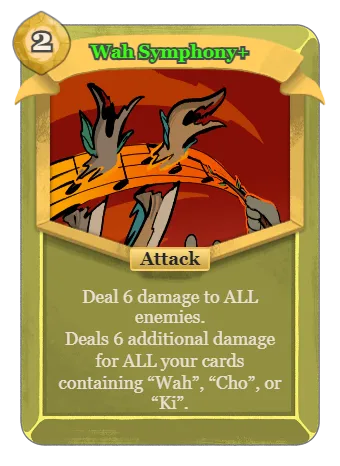 2
Wah Symphony+
Attack
Deal 6 damage to ALL
enemies.
Deals 6 additional damage
for ALL your cards
containing “Wah”, “Cho”, or
“Ki”.